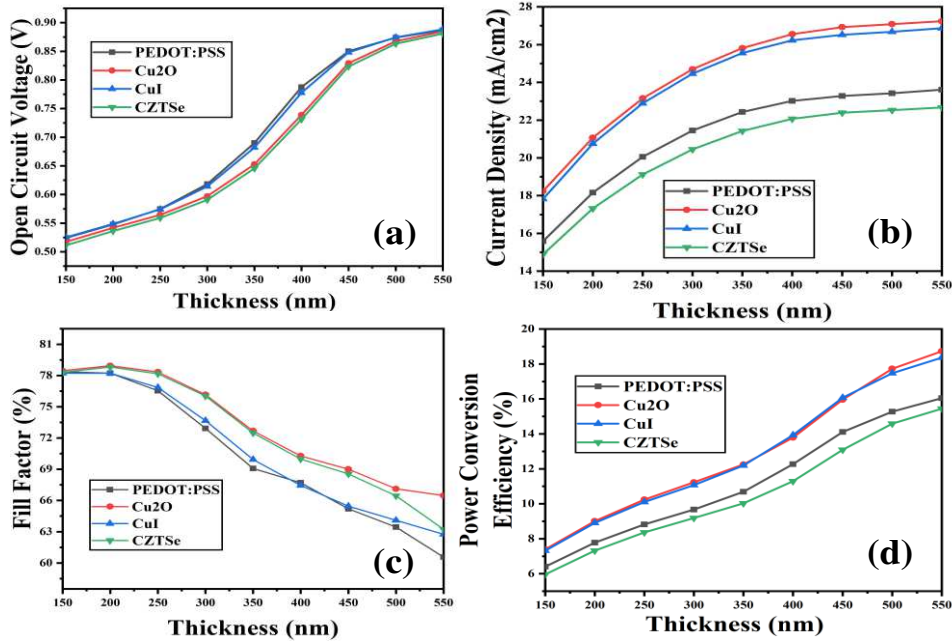 (a)
Open Circuit Voltage (V)
0.90
0.85
0.80
0.75
0.70
0.65
0.60
0.55
0.50
PEDOT:PSS
Cu2O
CuI
CZTSe
150 200 250 300 350 400 450 500 550
Thickness (nm)
(b)
Current Density (mA/cm2)
28
26
24
22
20
18
16
14
PEDOT:PSS
Cu2O
CuI
CZTSe
150 200 250 300 350 400 450 500 550
Thickness (nm)
(c)
Fill Factor (%)
81
78
75
72
69
66
63
60
PEDOT:PSS
Cu2O
CuI
CZTSe
150 200 250 300 350 400 450 500 550
Thickness (nm)
(d)
Power Conversion
Efficiency (%)
20
18
16
14
12
10
8
6
PEDOT:PSS
Cu2O
CuI
CZTSe
150 200 250 300 350 400 450 500 550
Thickness (nm)